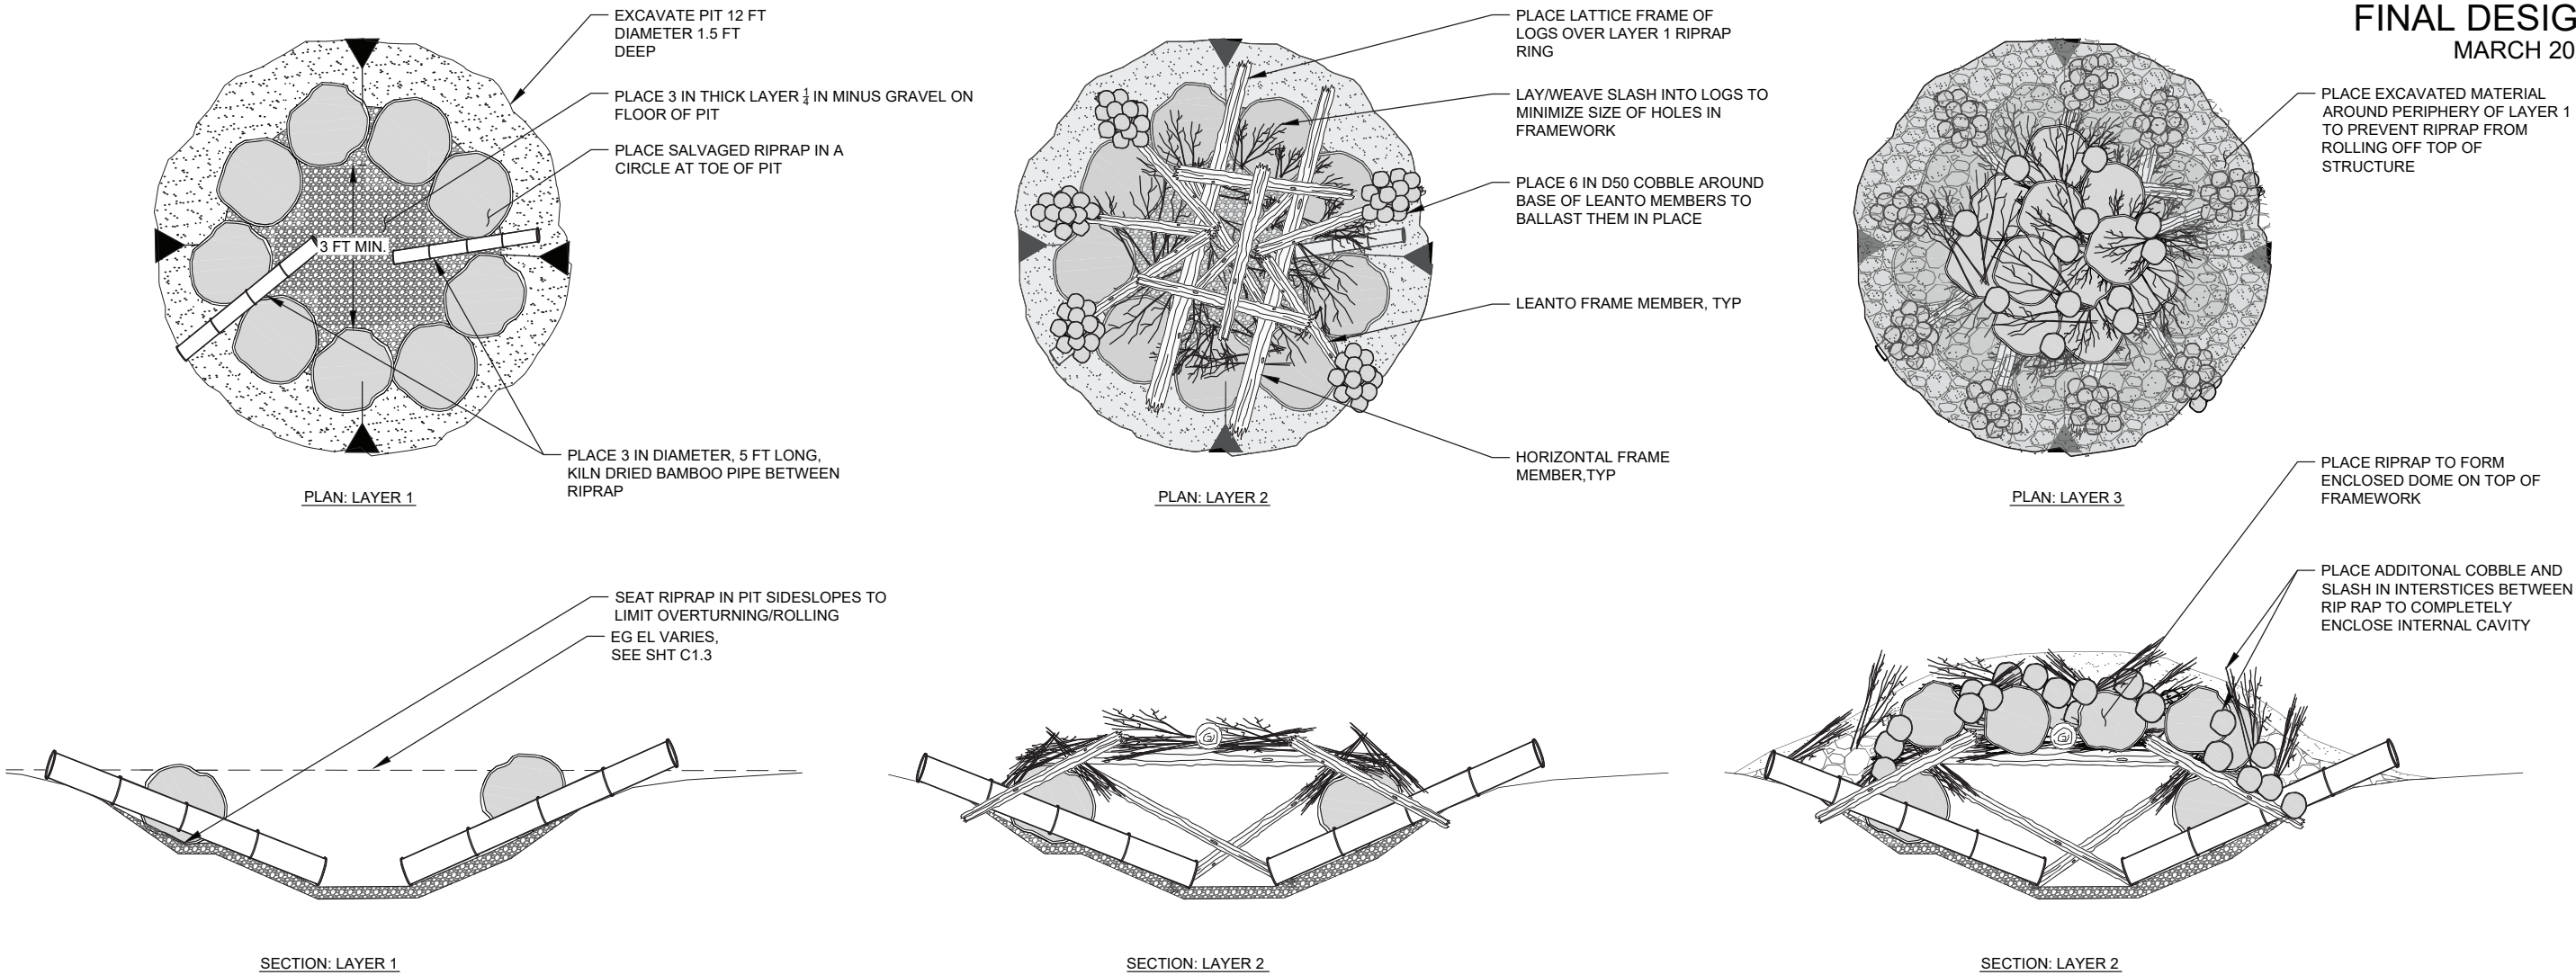 FINAL DESIG
MARCH 20
EXCAVATE PIT 12 FT
DIAMETER 1.5 FT
DEEP
PLACE 3 IN THICK LAYER 1/4 IN MINUS GRAVEL ON
FLOOR OF PIT
PLACE SALVAGED RIPRAP IN A
CIRCLE AT TOE OF PIT
3 FT MIN.
PLACE 3 IN DIAMETER, 5 FT LONG,
KILN DRIED BAMBOO PIPE BETWEEN
RIPRAP
PLAN: LAYER 1
PLACE LATTICE FRAME OF
LOGS OVER LAYER 1 RIPRAP
RING
LAY/WEAVE SLASH INTO LOGS TO
MINIMIZE SIZE OF HOLES IN
FRAMEWORK
PLACE 6 IN D50 COBBLE AROUND
BASE OF LEANTO MEMBERS TO
BALLAST THEM IN PLACE
LEANTO FRAME MEMBER, TYP
HORIZONTAL FRAME
MEMBER,TYP
PLAN: LAYER 2
PLACE EXCAVATED MATERIAL
AROUND PERIPHERY OF LAYER 1
TO PREVENT RIPRAP FROM
ROLLING OFF TOP OF
STRUCTURE
PLAN: LAYER 3
PLACE RIPRAP TO FORM
ENCLOSED DOME ON TOP OF
FRAMEWORK
PLACE ADDITONAL COBBLE AND
SLASH IN INTERSTICES BETWEEN
RIP RAP TO COMPLETELY
ENCLOSE INTERNAL CAVITY
SEAT RIPRAP IN PIT SIDESLOPES TO
LIMIT OVERTURNING/ROLLING
EG EL VARIES,
SEE SHT C1.3
SECTION: LAYER 1
SECTION: LAYER 2
SECTION: LAYER 2